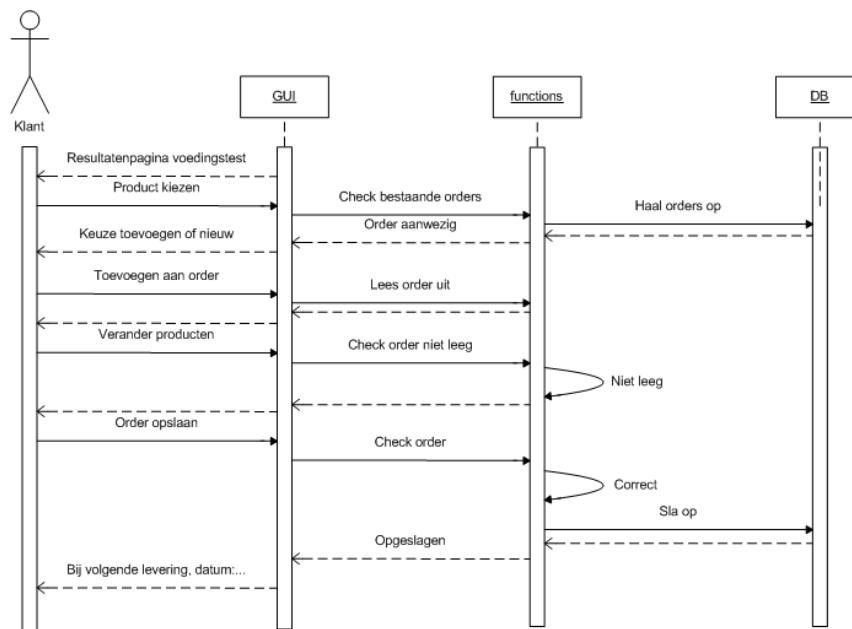 GUI
functions
DB
Klant
Resultatenpagina voedingstest
Product kiezen
Check bestaande orders
Haal orders op
Order aanwezig
Keuze toevoegen of nieuw
Toevoegen aan order
Lees order uit
Verander producten
Check order niet leeg
Niet leeg
Order opslaan
Check order
Correct
Sla op
Opgeslagen
Bij volgende levering, datum:...